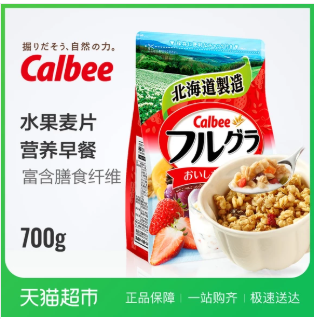 掘りだそう、自然の力。
Calbee
水果麦片
营养早餐
富含膳食纤维
700g
北海道製造
Calbee
フルグラ
おいし
天猫超市
正品保障 | 一站购齐 | 极速送达